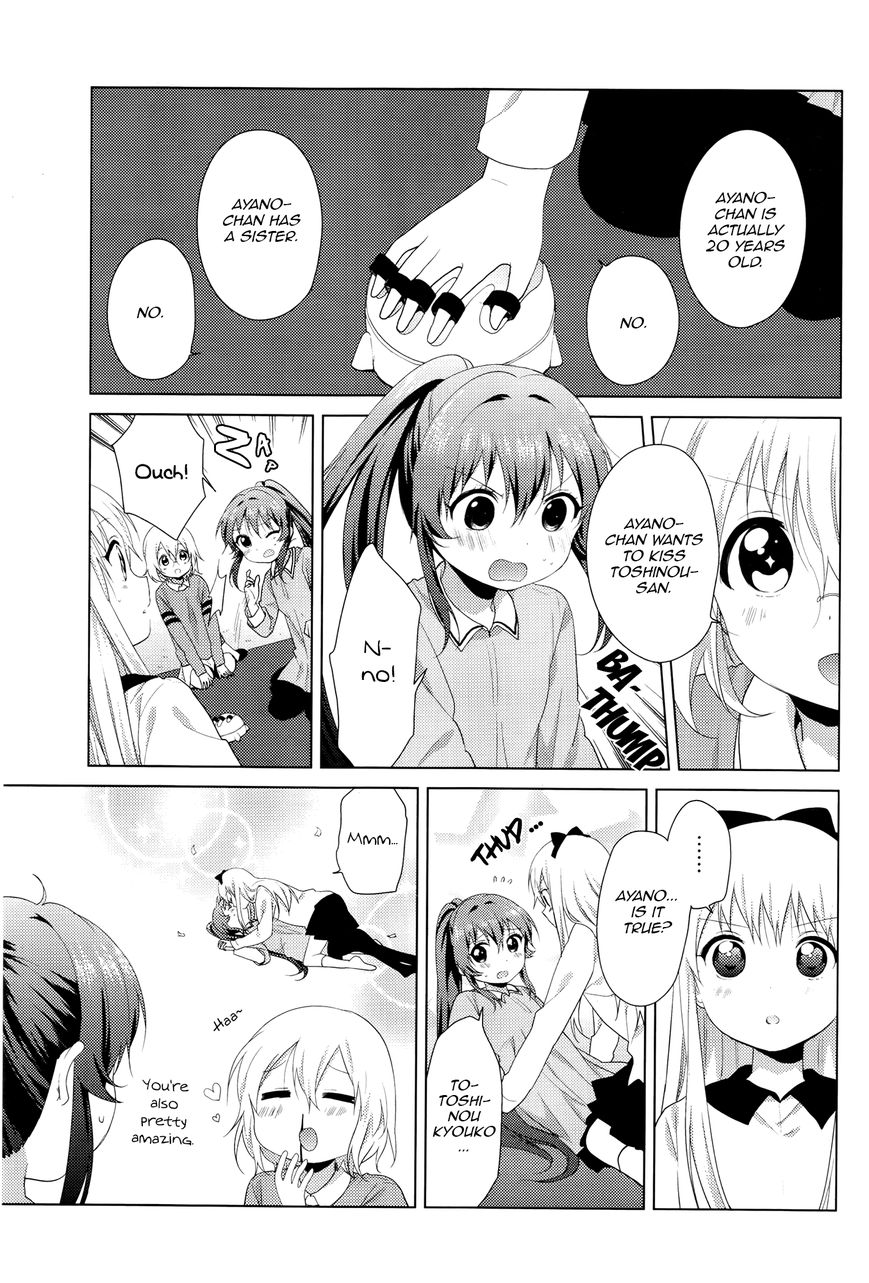 AYANO-
CHAN IS
ACTUALLY
20 YEARS
OLD.
NO.
AYANO-
CHAN HAS
A SISTER.
NO.
AYANO-
CHAN WANTS
TO KISS
TOSHINOU-
SAN.
BA-
THUMP
N-
no!
Ouch!
ZAP
........
AYANO...
IS IT
TRUE?
THUD...
TO-
TOSHI-
NOU
KYOUKO
...
Mmm...
Haa~
You're
also
pretty
amazing.